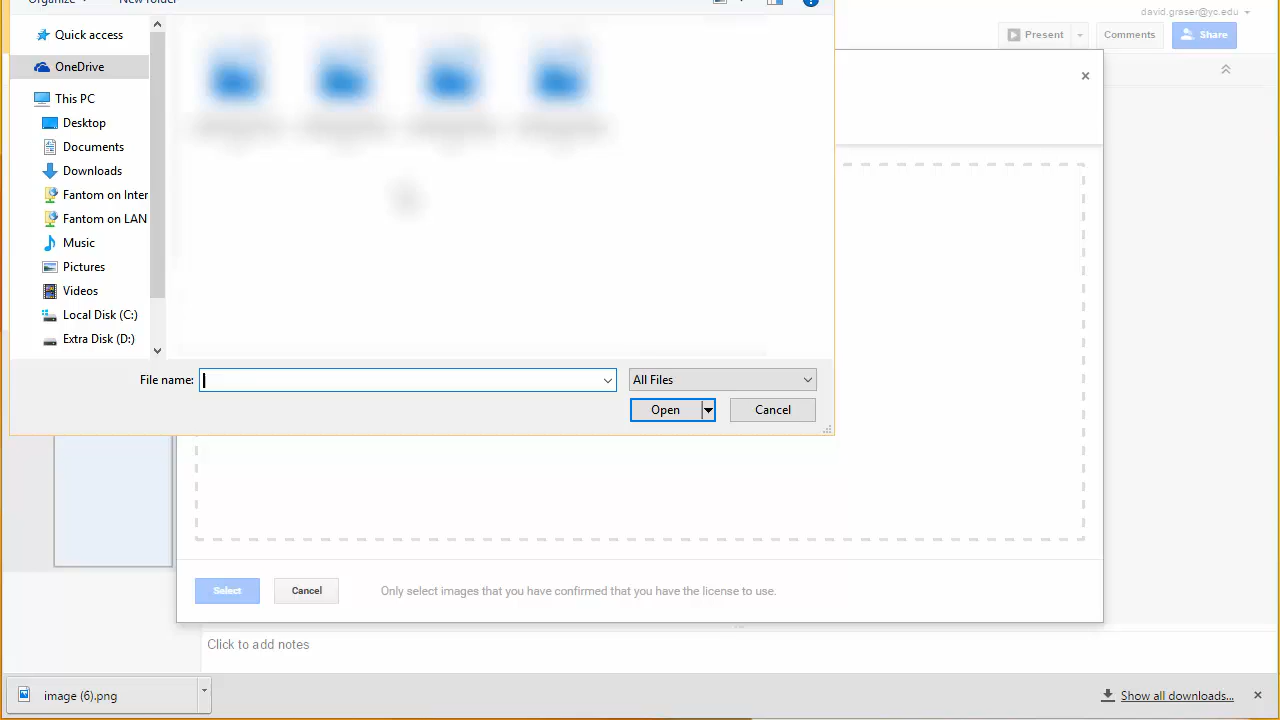 Organize
New folder
david.graser@yc.edu
Present
Comments
Share
Quick access
OneDrive
This PC
Desktop
Documents
Downloads
Fantom on Inter
Fantom on LAN
Music
Pictures
Videos
Local Disk (C:)
Extra Disk (D:)
File name:
All Files
Open
Cancel
Select
Cancel
Only select images that you have confirmed that you have the license to use.
Click to add notes
image (6).png
Show all downloads...